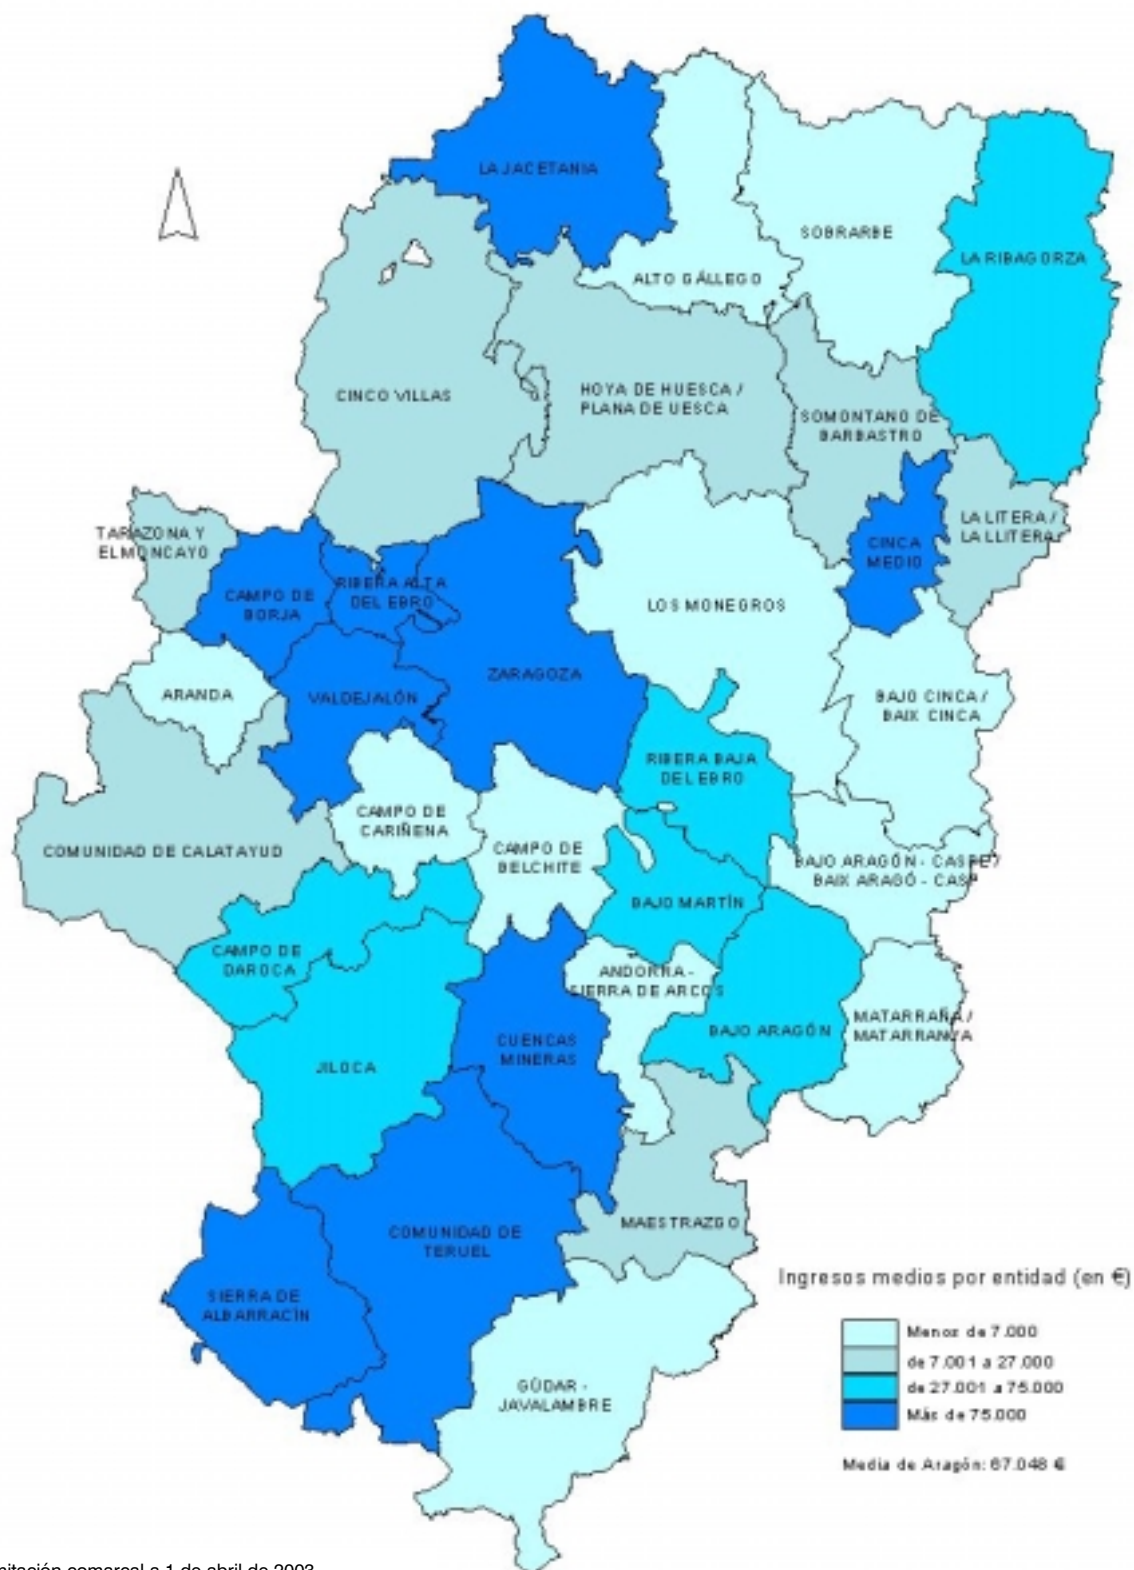 LA JACETANIA
SOBRARBE
LA RIBAGORZA
ALTO GÁLLEGO
CINCO VILLAS
HOYA DE HUESCA /
PLANA DE UESCA
SOMONTANO DE
BARBASTRO
TARAZONA Y
EL MONCAYO
LA LITERA /
LA LLITERA
CINCA
MEDIO
RIBERA ALTA
DEL EBRO
CAMPO DE
BORJA
LOS MONEGROS
ZARAGOZA
ARANDA
VALDEJALÓN
BAJO CINCA /
BAIX CINCA
RIBERA BAJA
DEL EBRO
CAMPO DE
CARIÑENA
COMUNIDAD DE CALATAYUD
CAMPO DE
BELCHITE
BAJO ARAGÓN - CASPE /
BAIX ARAGÓ - CASP
BAJO MARTÍN
CAMPO DE
DAROCA
ANDORRA -
SIERRA DE ARCOS
MATARRAÑA /
MATARRANYA
BAJO ARAGÓN
CUENCAS
MINERAS
JILOCA
MAESTRAZGO
COMUNIDAD DE
TERUEL
SIERRA DE
ALBARRACÍN
GÚDAR -
JAVALAMBRE
Ingresos medios por entidad (en €)
Menos de 7.000
de 7.001 a 27.000
de 27.001 a 75.000
Más de 75.000
Media de Aragón: 67.048 €